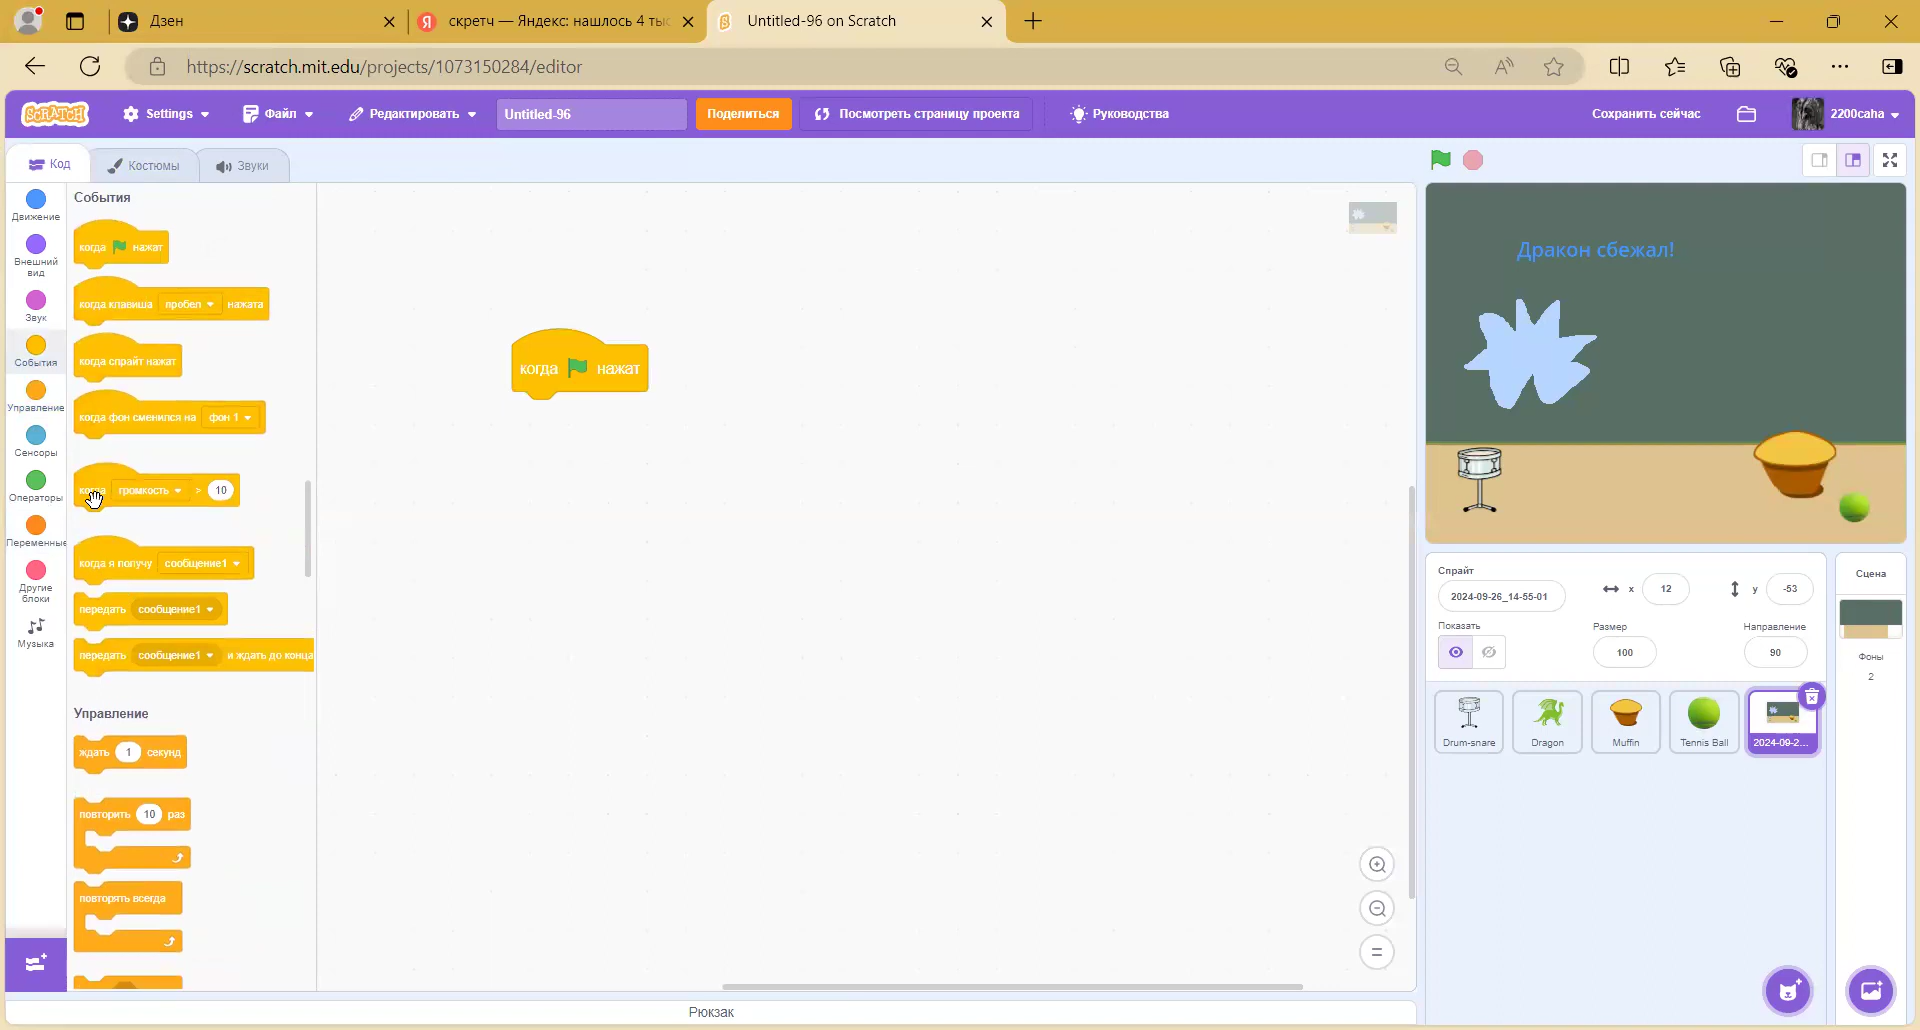 Дзен
скретч — Яндекс: нашлось 4 тыс
Untitled-96 on Scratch
https://scratch.mit.edu/projects/1073150284/editor
SCRATCH
Settings
Файл
Редактировать
Untitled-96
Поделиться
Посмотреть страницу проекта
Руководства
Сохранить сейчас
2200caha
Код
Костюмы
Звуки
Движение
Внешний вид
Звук
События
Управление
Сенсоры
Операторы
Переменные
Другие блоки
Музыка
События
когда нажат
когда клавиша пробел нажата
когда спрайт нажат
когда фон сменился на фон 1
когда громкость > 10
когда я получу сообщение1
передать сообщение1
передать сообщение1 и ждать до конца
Управление
ждать 1 секунд
повторить 10 раз
повторять всегда
когда нажат
Рюкзак
Дракон сбежал!
Спрайт
2024-09-26_14-55-01
x 12
y -53
Показать
Размер
100
Направление
90
Drum-snare
Dragon
Muffin
Tennis Ball
2024-09-2...
Сцена
Фоны
2